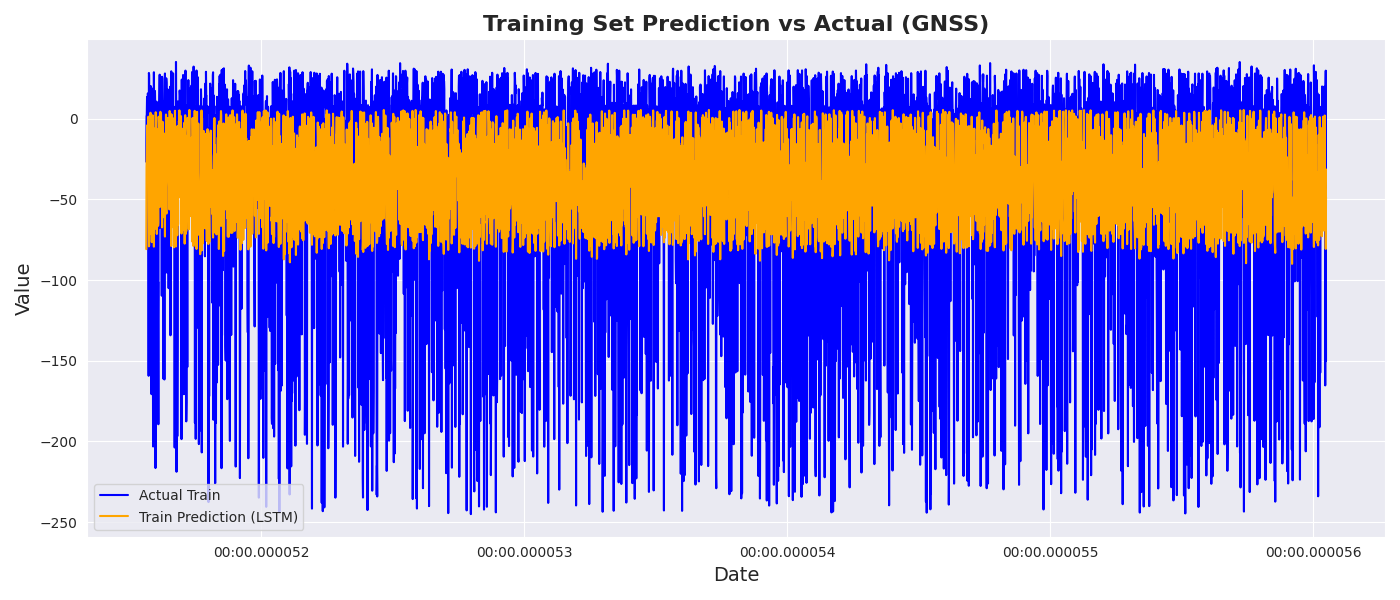 Training Set Prediction vs Actual (GNSS)
Value
0
−50
−100
−150
−200
−250
Actual Train
Train Prediction (LSTM)
00:00.000052
00:00.000053
00:00.000054
00:00.000055
00:00.000056
Date